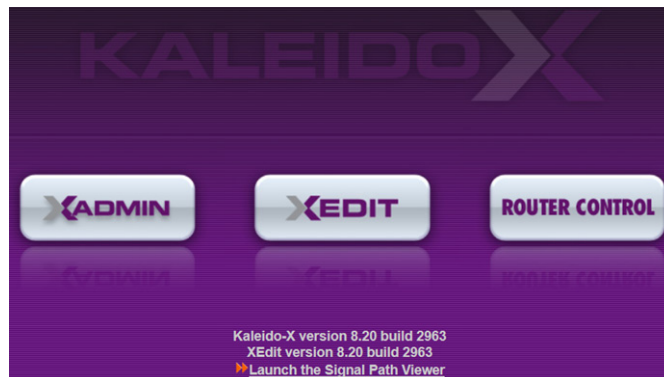 KALEIDO X
XADMIN
XEDIT
ROUTER CONTROL
Kaleido-X version 8.20 build 2963
XEdit version 8.20 build 2963
Launch the Signal Path Viewer